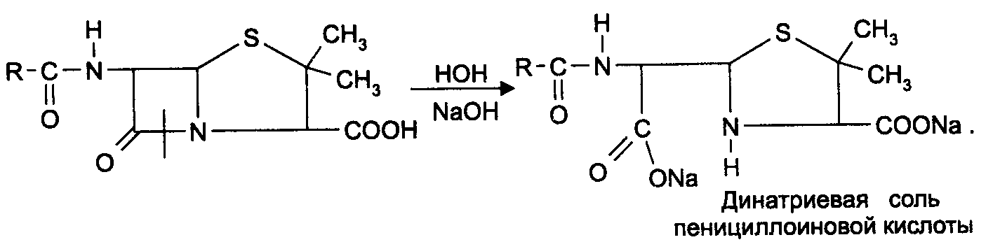 H
S
CH3
R-C-N
CH3
O
O
N
COOH
HOH
NaOH
H
S
CH3
R-C-N
CH3
O
C
O
ONa
N
H
COONa.
Динатриевая соль
пенициллоиновой кислоты